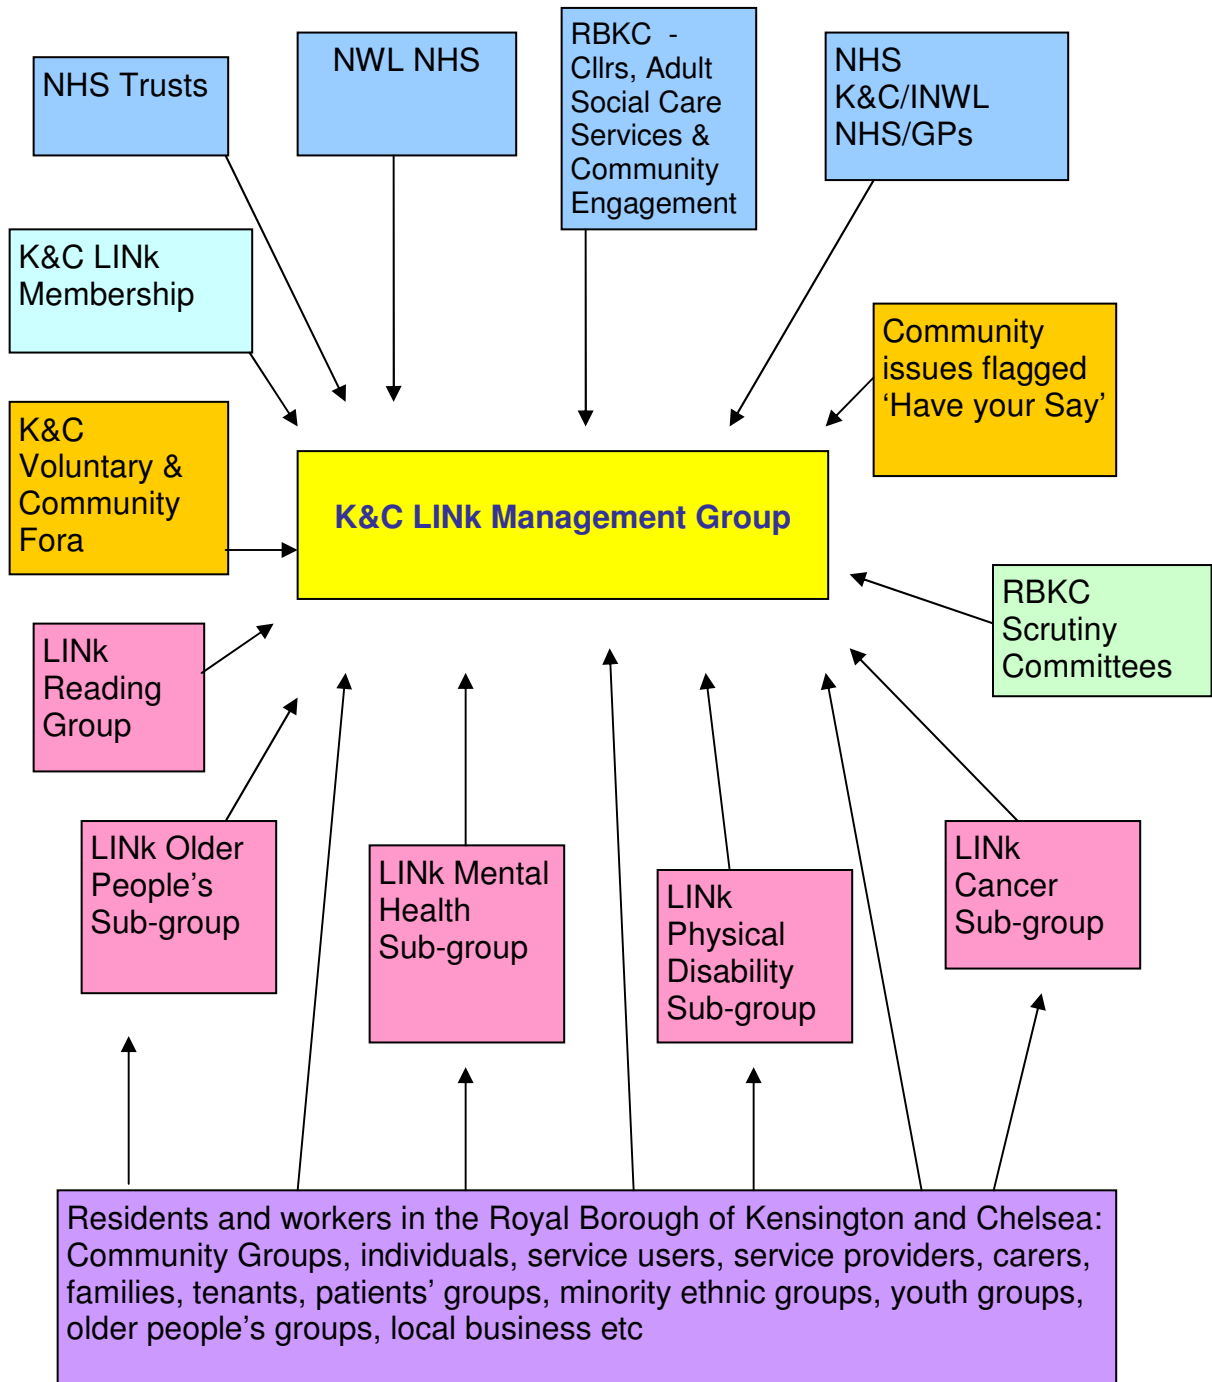 NHS Trusts
NWL NHS
RBKC -
Cllrs, Adult
Social Care
Services &
Community
Engagement
NHS
K&C/INWL
NHS/GPs
K&C LINk
Membership
Community
issues flagged
‘Have your Say’
K&C
Voluntary &
Community
Fora
K&C LINk Management Group
RBKC
Scrutiny
Committees
LINk
Reading
Group
LINk Older
People’s
Sub-group
LINk Mental
Health
Sub-group
LINk
Physical
Disability
Sub-group
LINk
Cancer
Sub-group
Residents and workers in the Royal Borough of Kensington and Chelsea:
Community Groups, individuals, service users, service providers, carers,
families, tenants, patients’ groups, minority ethnic groups, youth groups,
older people’s groups, local business etc